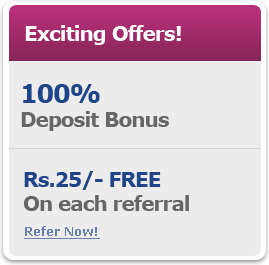 Exciting Offers!
100%
Deposit Bonus
Rs.25/- FREE
On each referral
Refer Now!